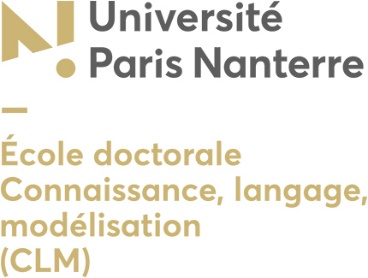 Université
Paris Nanterre
École doctorale
Connaissance, langage,
modélisation
(CLM)